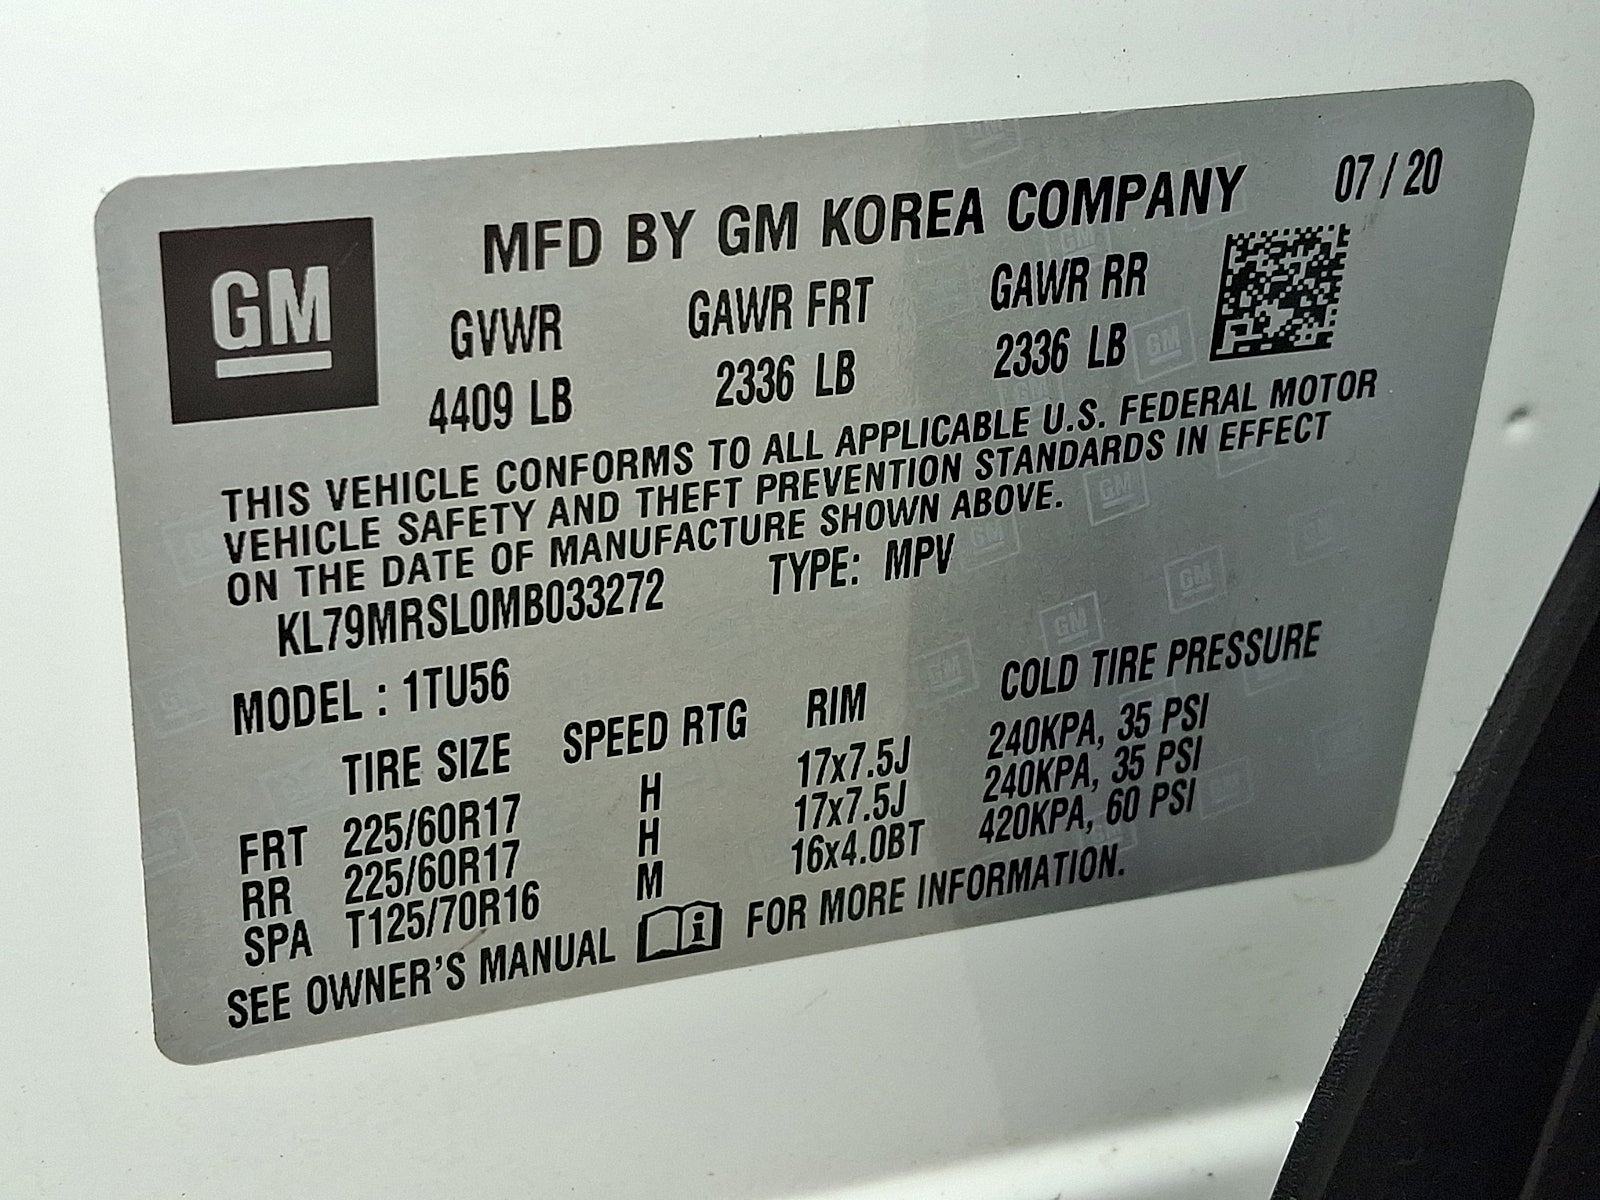 GM
MFD BY GM KOREA COMPANY 07 / 20
GVWR GAWR FRT GAWR RR
4409 LB 2336 LB 2336 LB
THIS VEHICLE CONFORMS TO ALL APPLICABLE U.S. FEDERAL MOTOR
VEHICLE SAFETY AND THEFT PREVENTION STANDARDS IN EFFECT
ON THE DATE OF MANUFACTURE SHOWN ABOVE.
KL79MRSL0MB033272 TYPE: MPV
MODEL : 1TU56
TIRE SIZE SPEED RTG RIM COLD TIRE PRESSURE
FRT 225/60R17 H 17x7.5J 240KPA, 35 PSI
RR 225/60R17 H 17x7.5J 240KPA, 35 PSI
SPA T125/70R16 M 16x4.0BT 420KPA, 60 PSI
SEE OWNER'S MANUAL i FOR MORE INFORMATION.